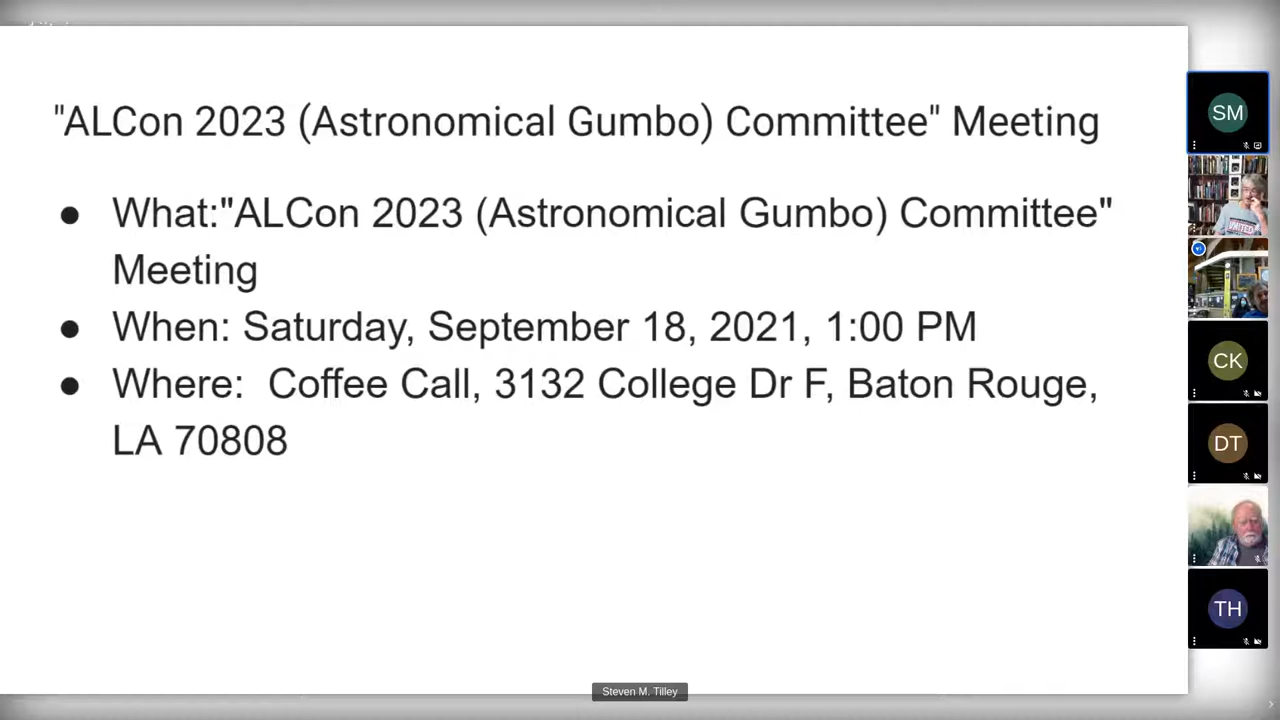 "ALCon 2023 (Astronomical Gumbo) Committee" Meeting
● What:"ALCon 2023 (Astronomical Gumbo) Committee"
Meeting
● When: Saturday, September 18, 2021, 1:00 PM
● Where:  Coffee Call, 3132 College Dr F, Baton Rouge,
LA 70808
SM
UNITED
CK
DT
TH
Steven M. Tilley